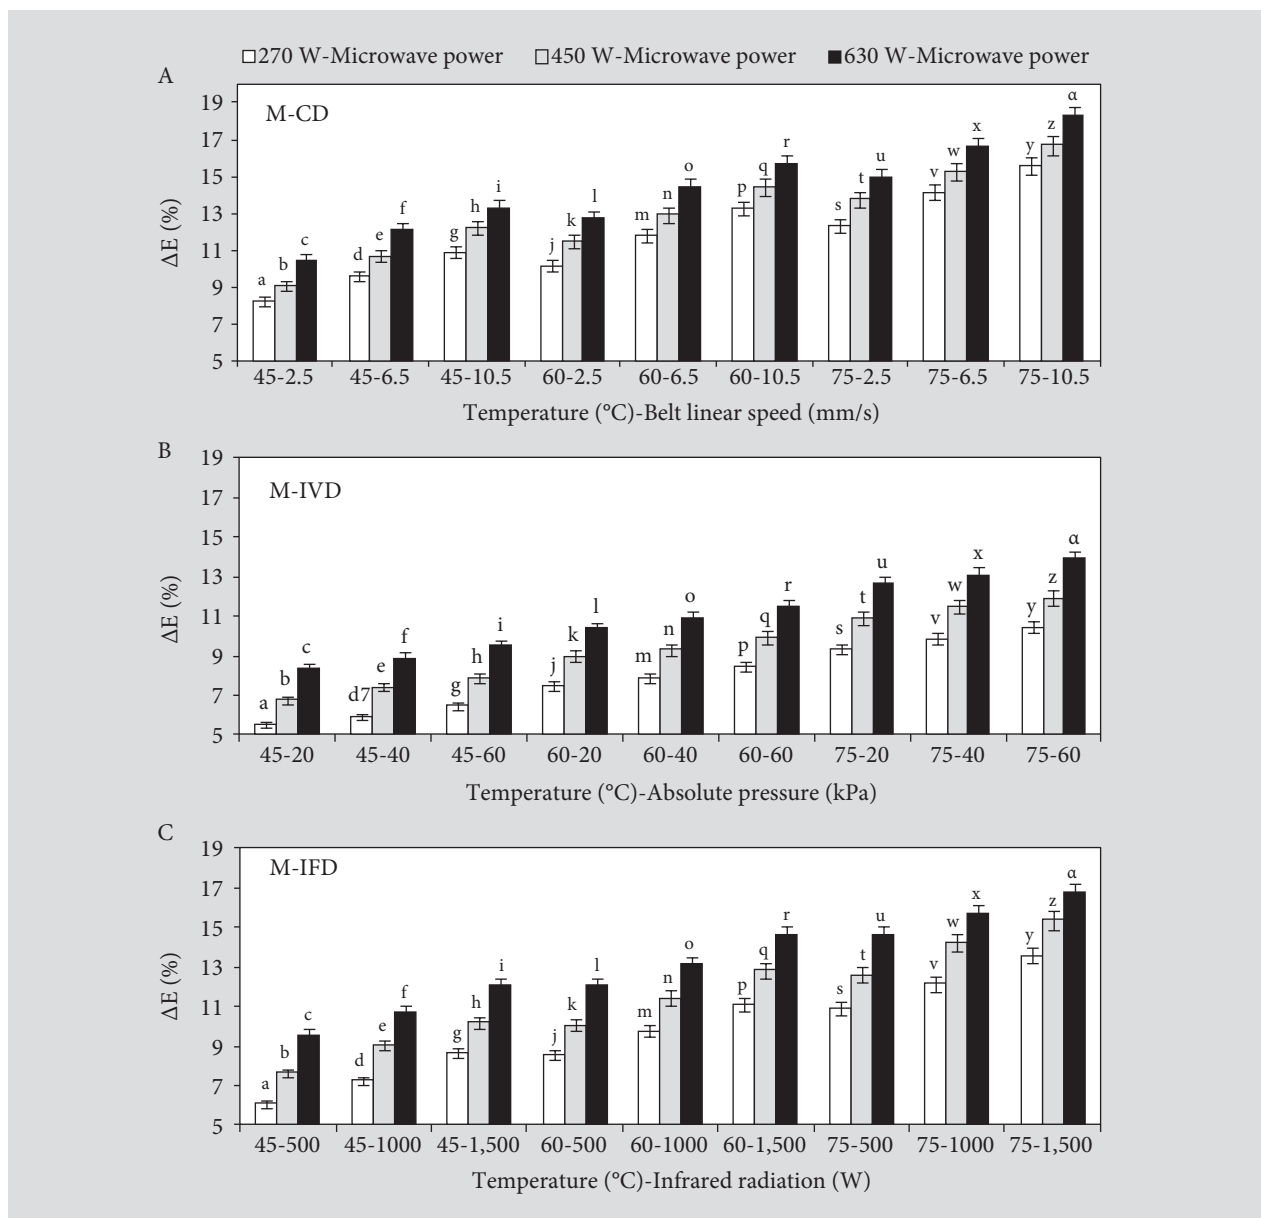 270 W-Microwave power 450 W-Microwave power 630 W-Microwave power
A
M-CD
ΔE (%)
19
17
15
13
11
9
7
5
a b c d e f g h i j k l m n o p q r s t u v w x y z α
45-2.5 45-6.5 45-10.5 60-2.5 60-6.5 60-10.5 75-2.5 75-6.5 75-10.5
Temperature (°C)-Belt linear speed (mm/s)
B
M-IVD
ΔE (%)
19
17
15
13
11
9
7
5
a b c d7 e f g h i j k l m n o p q r s t u v w x y z α
45-20 45-40 45-60 60-20 60-40 60-60 75-20 75-40 75-60
Temperature (°C)-Absolute pressure (kPa)
C
M-IFD
ΔE (%)
19
17
15
13
11
9
7
5
a b c d e f g h i j k l m n o p q r s t u v w x y z α
45-500 45-1000 45-1,500 60-500 60-1000 60-1,500 75-500 75-1000 75-1,500
Temperature (°C)-Infrared radiation (W)